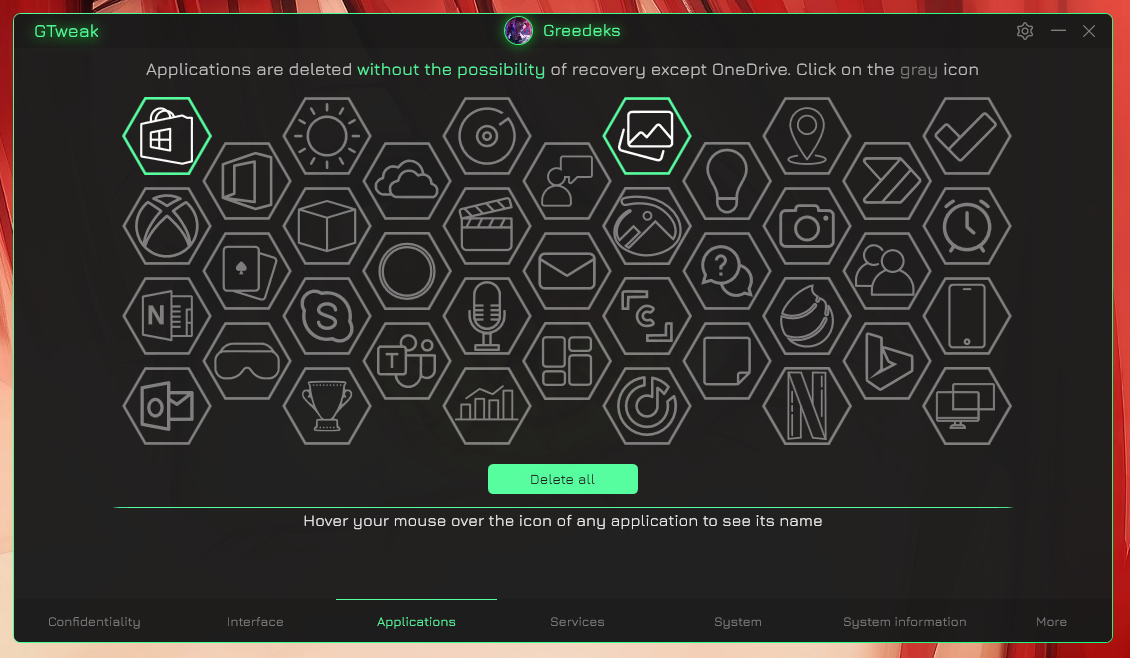 GTweak
Greedeks
Applications are deleted without the possibility of recovery except OneDrive. Click on the gray icon
?
N
S
C
T
O
Delete all
Hover your mouse over the icon of any application to see its name
Confidentiality Interface Applications Services System System information More